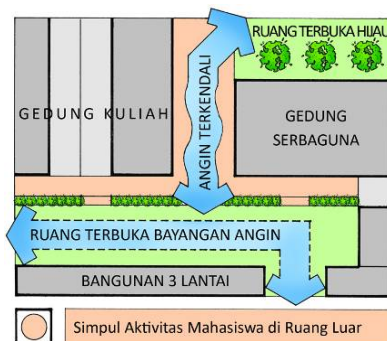 RUANG TERBUKA HIJAU
GEDUNG KULIAH
ANGIN TERKENDALI
GEDUNG
SERBAGUNA
RUANG TERBUKA BAYANGAN ANGIN
BANGUNAN 3 LANTAI
Simpul Aktivitas Mahasiswa di Ruang Luar